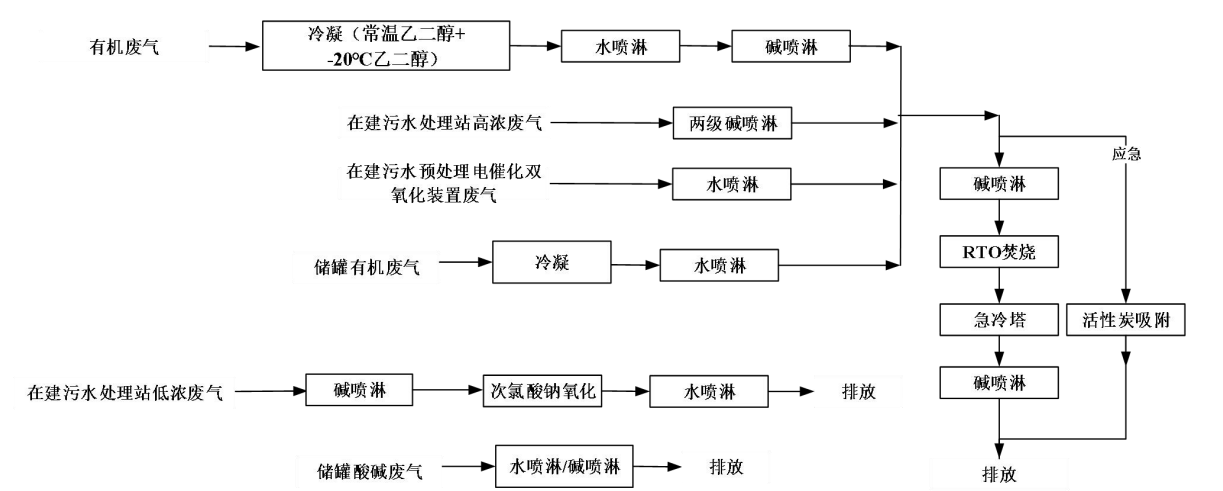 有机废气
冷凝（常温乙二醇+
-20℃乙二醇）
水喷淋
碱喷淋
在建污水处理站高浓废气
两级碱喷淋
在建污水预处理电催化双
氧化装置废气
水喷淋
储罐有机废气
冷凝
水喷淋
应急
碱喷淋
RTO焚烧
急冷塔
活性炭吸附
碱喷淋
排放
在建污水处理站低浓废气
碱喷淋
次氯酸钠氧化
水喷淋
排放
储罐酸碱废气
水喷淋/碱喷淋
排放